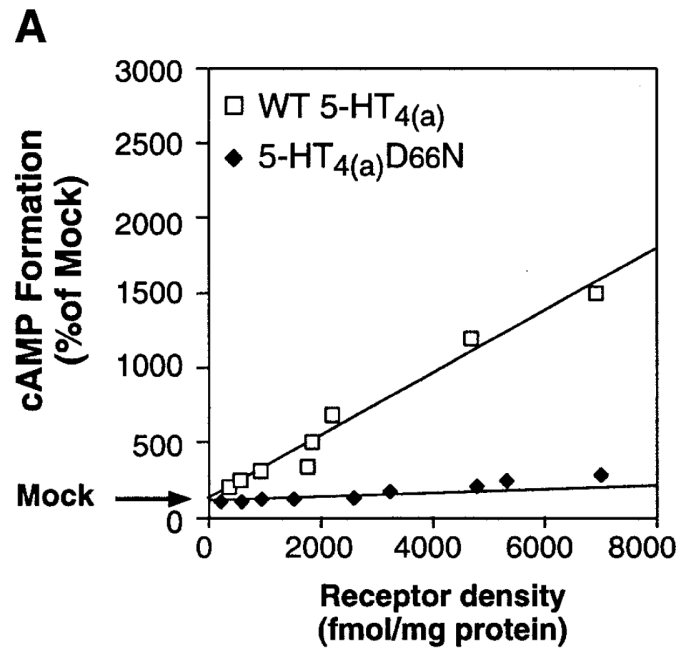 A
3000
2500
2000
1500
1000
500
0
cAMP Formation
(%of Mock)
WT 5-HT4(a)
5-HT4(a)D66N
Mock
0 2000 4000 6000 8000
Receptor density
(fmol/mg protein)